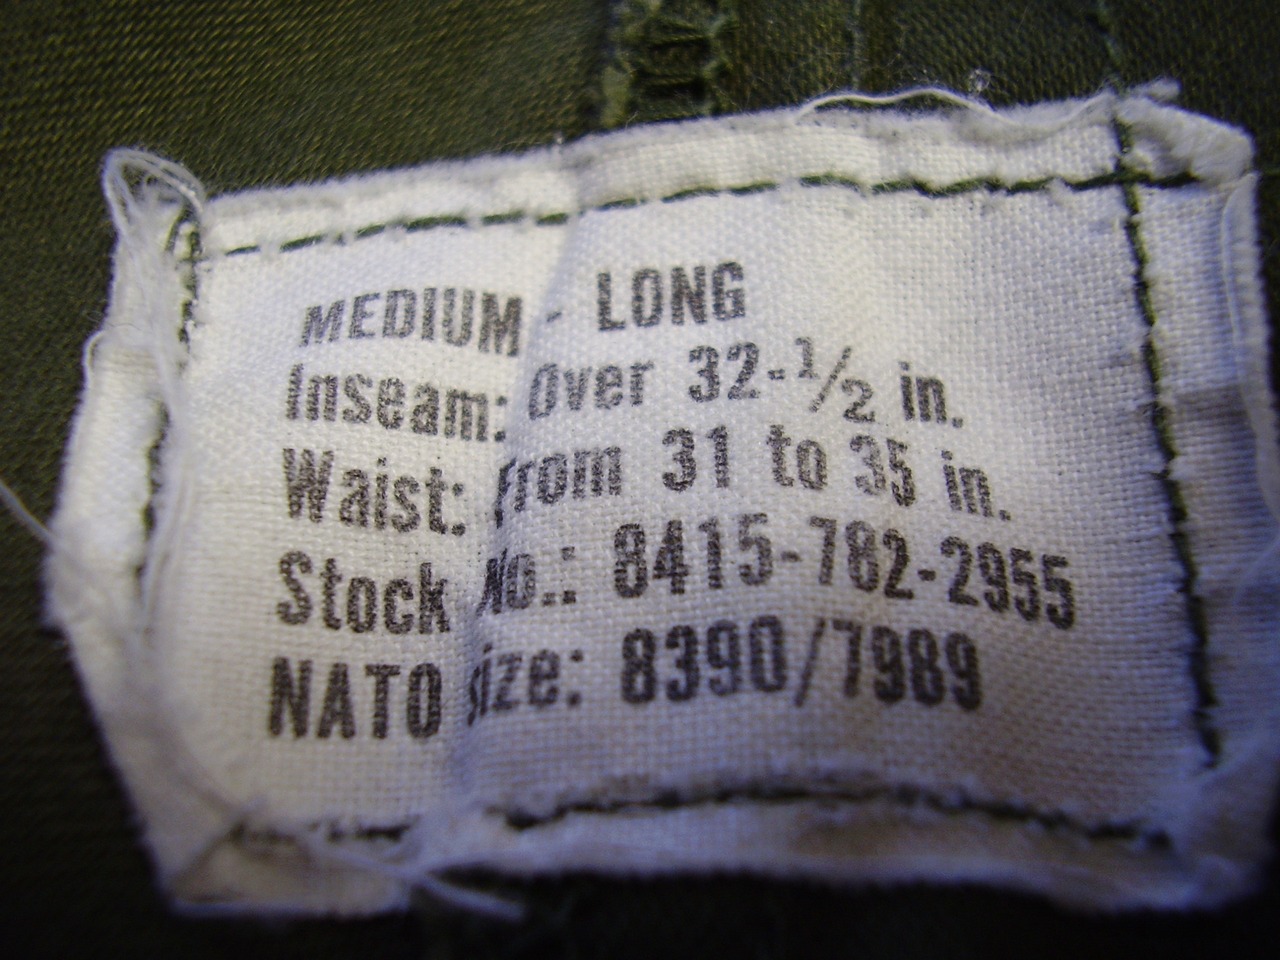 MEDIUM - LONG
Inseam: Over 32-1/2 in.
Waist: From 31 to 35 in.
Stock No.: 8415-782-2955
NATO size: 8390/7989